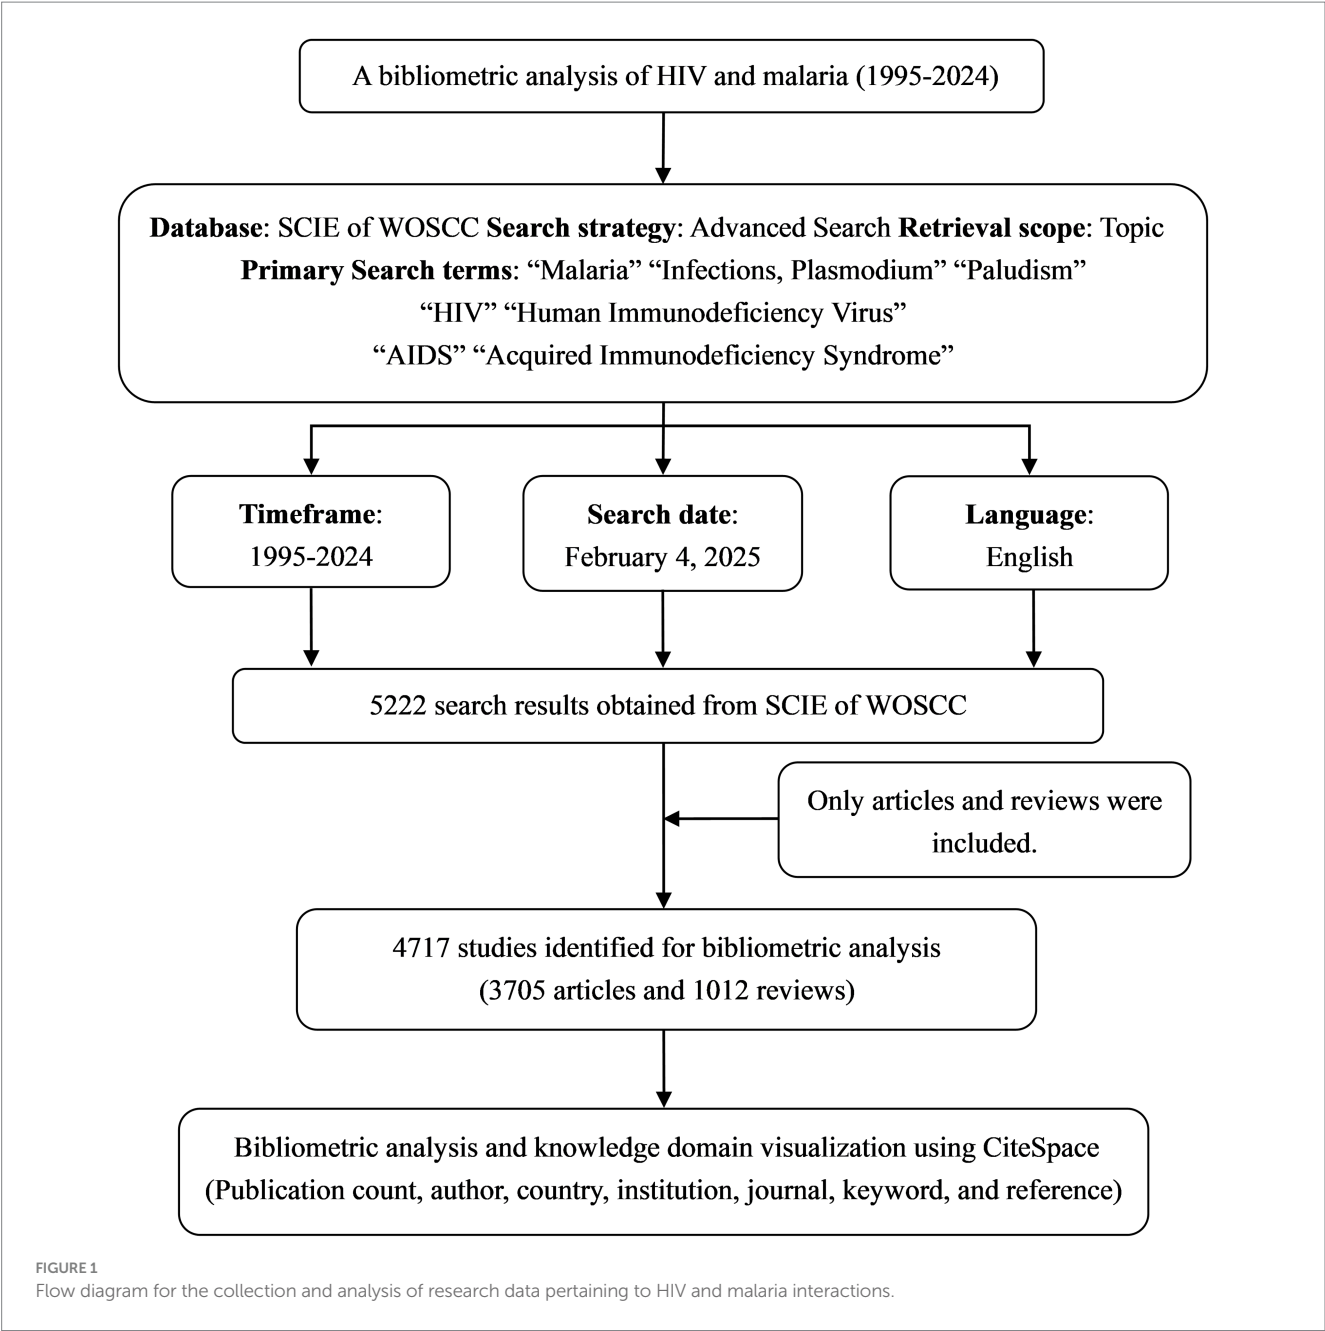 A bibliometric analysis of HIV and malaria (1995-2024)
Database: SCIE of WOSCC Search strategy: Advanced Search Retrieval scope: Topic
Primary Search terms: “Malaria” “Infections, Plasmodium” “Paludism”
“HIV” “Human Immunodeficiency Virus”
“AIDS” “Acquired Immunodeficiency Syndrome”
Timeframe:
1995-2024
Search date:
February 4, 2025
Language:
English
5222 search results obtained from SCIE of WOSCC
Only articles and reviews were
included.
4717 studies identified for bibliometric analysis
(3705 articles and 1012 reviews)
Bibliometric analysis and knowledge domain visualization using CiteSpace
(Publication count, author, country, institution, journal, keyword, and reference)
FIGURE 1
Flow diagram for the collection and analysis of research data pertaining to HIV and malaria interactions.